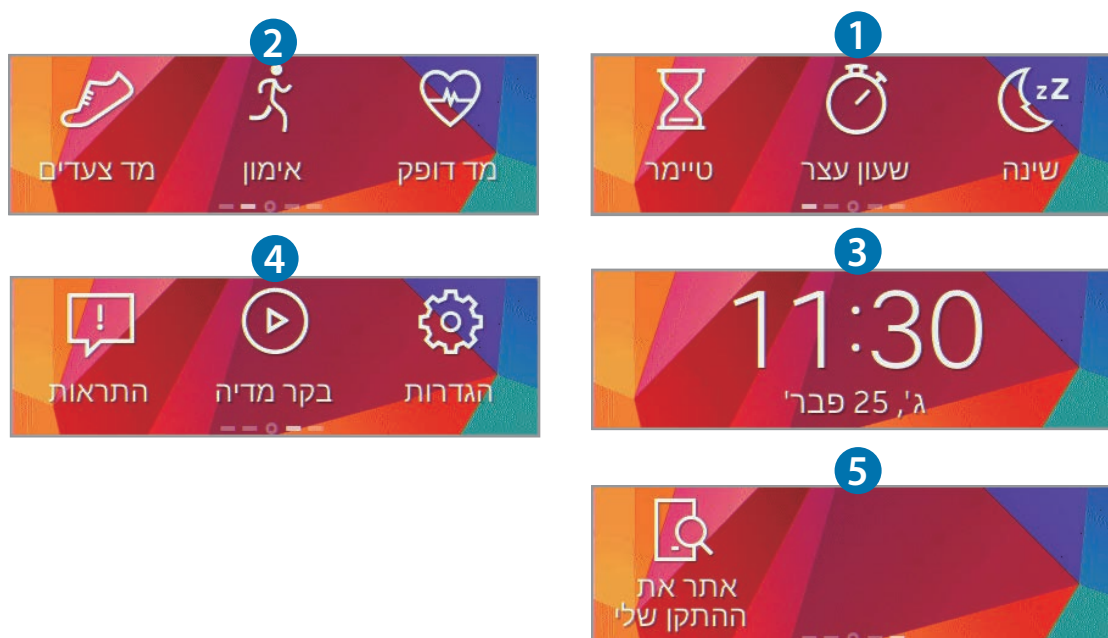 1
שינה
שעון עצר
טיימר
zZ
2
מד דופק
אימון
מד צעדים
3
11:30
ג', 25 פבר'
4
הגדרות
בקר מדיה
התראות
5
אתר את
ההתקן שלי